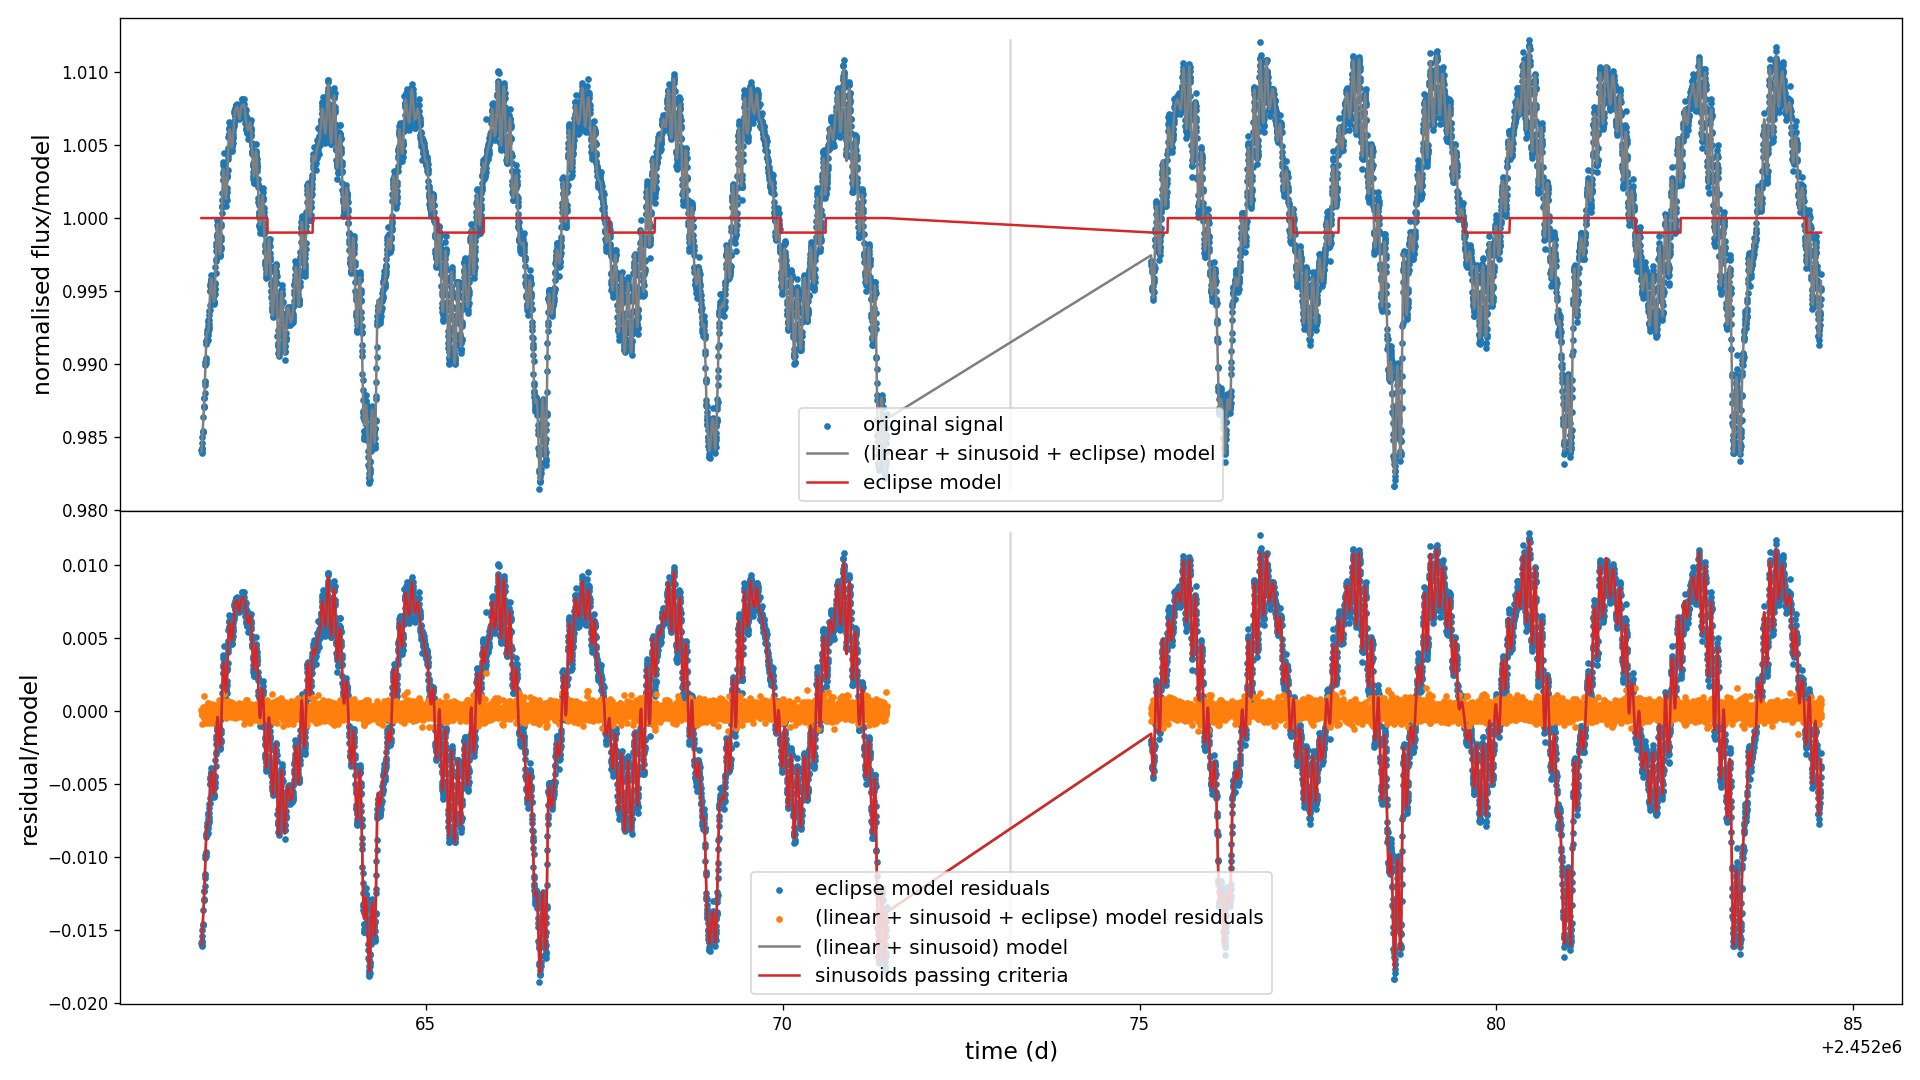 normalised flux/model
1.010
1.005
1.000
0.995
0.990
0.985
0.980
original signal
(linear + sinusoid + eclipse) model
eclipse model
residual/model
0.010
0.005
0.000
−0.005
−0.010
−0.015
−0.020
eclipse model residuals
(linear + sinusoid + eclipse) model residuals
(linear + sinusoid) model
sinusoids passing criteria
65
70
75
80
85
+2.452e6
time (d)